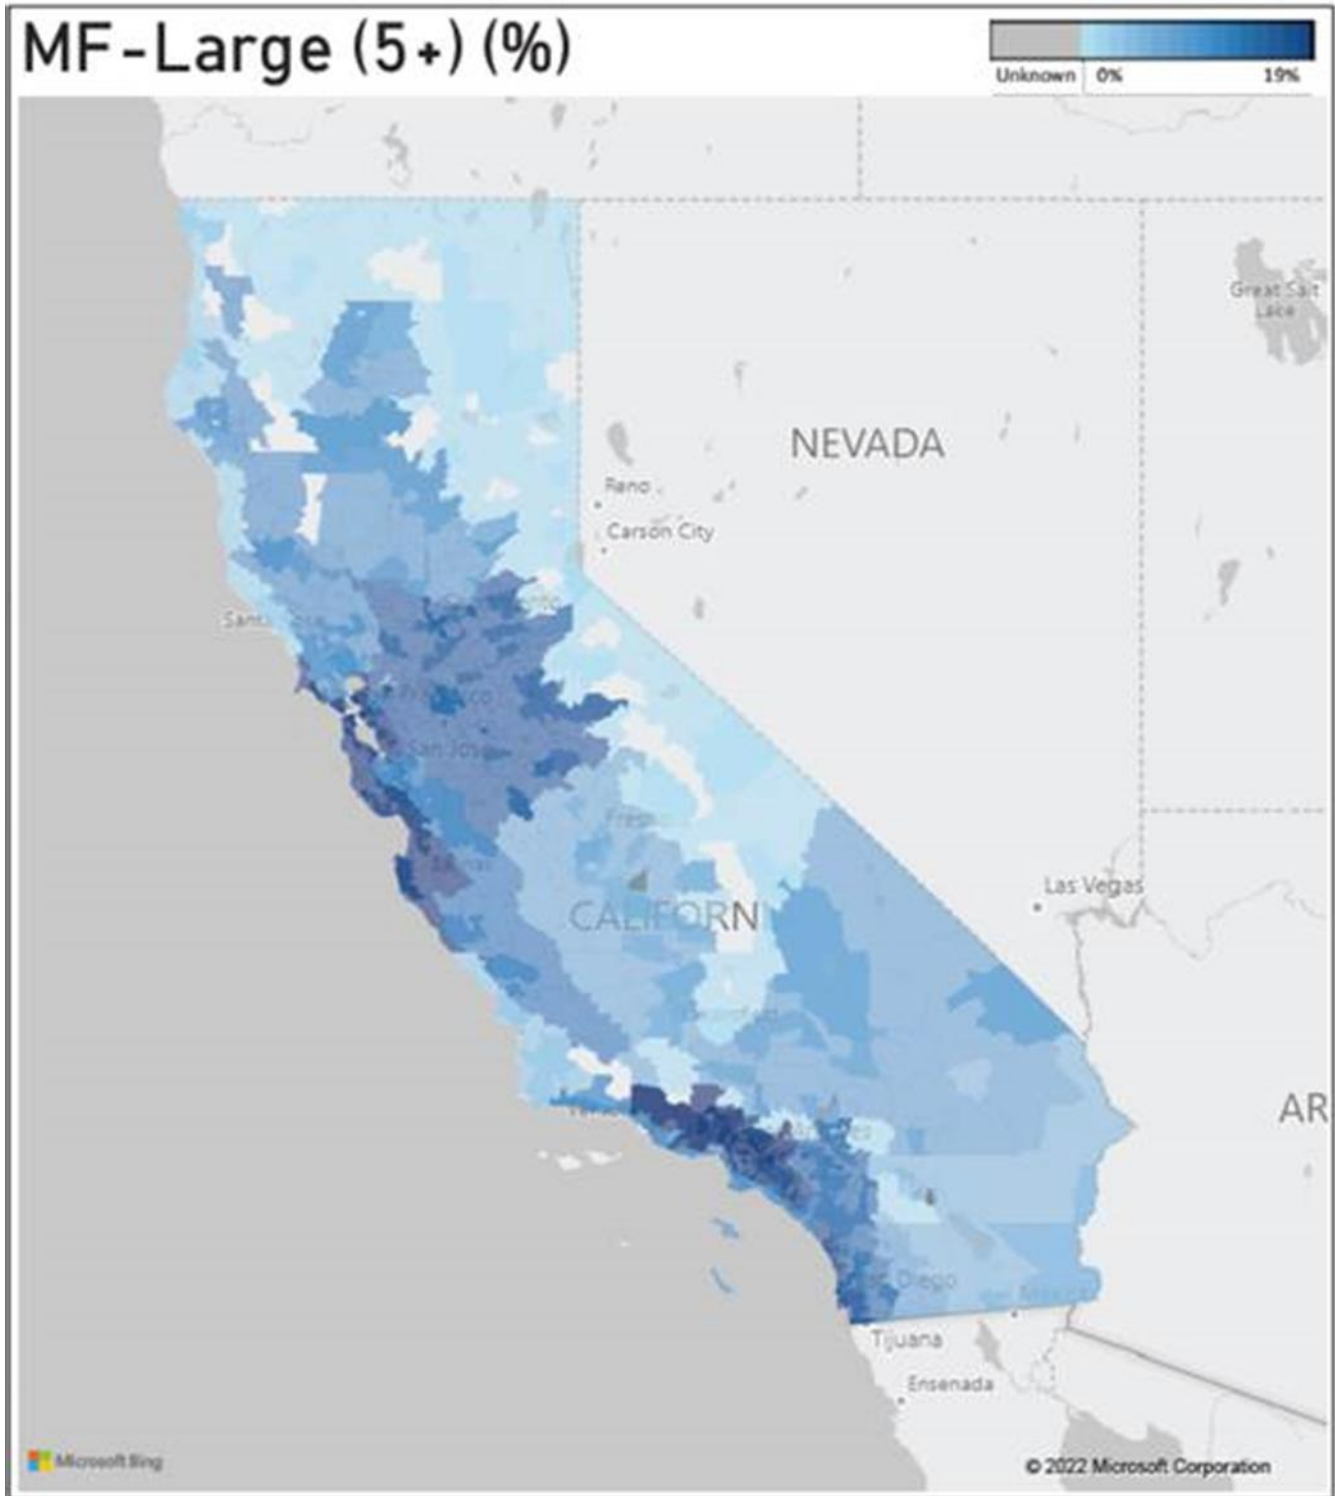 MF-Large (5+) (%)
Unknown 0% 19%
Great Salt
Lake
NEVADA
Reno
Carson City
San Jose
Las Vegas
CALIFORN
AR
Diego
Tijuana
Ensenada
Microsoft Bing
© 2022 Microsoft Corporation